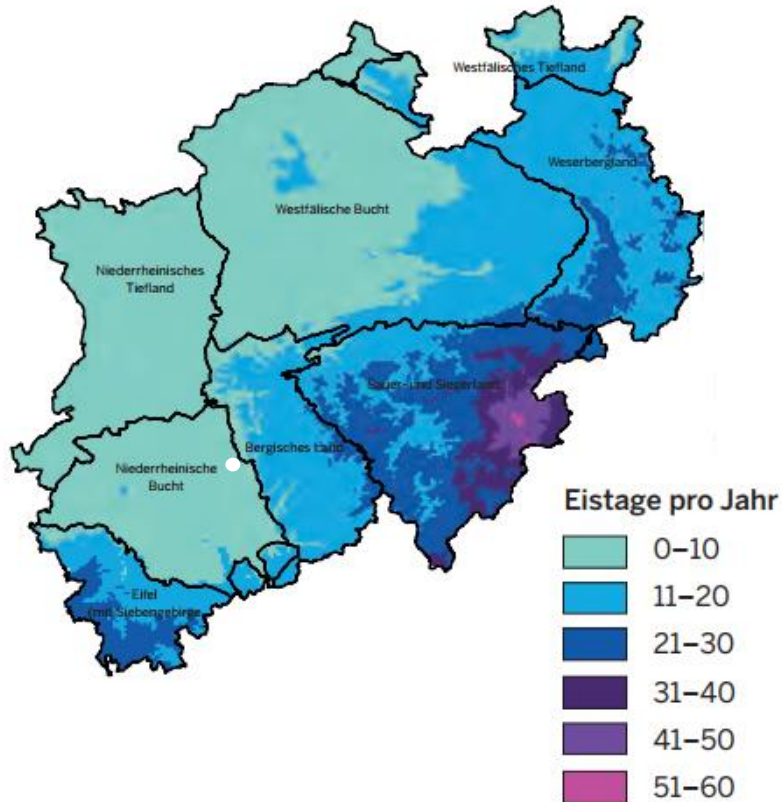 Westfälisches Tiefland
Weserbergland
Westfälische Bucht
Niederrheinisches
Tiefland
Sauer- und Siegerland
Bergisches Land
Niederrheinische
Bucht
Eifel
(mit Siebengebirge)
Eistage pro Jahr
0–10
11–20
21–30
31–40
41–50
51–60